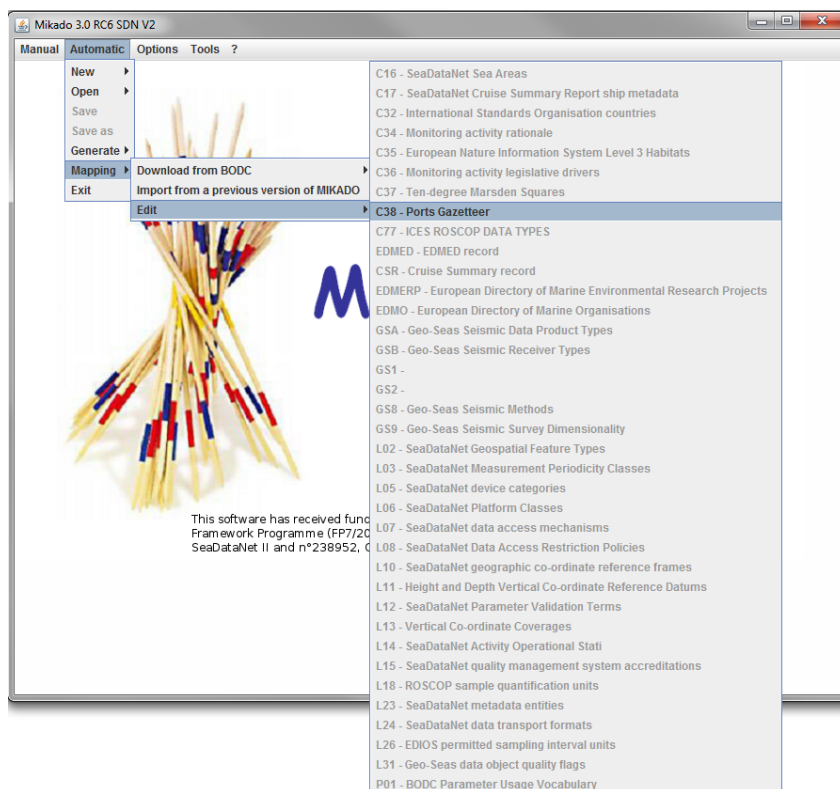 Mikado 3.0 RC6 SDN V2
Manual Automatic Options Tools ?
New
Open
Save
Save as
Generate
Mapping
Exit
Download from BODC
Import from a previous version of MIKADO
Edit
C16 - SeaDataNet Sea Areas
C17 - SeaDataNet Cruise Summary Report ship metadata
C32 - International Standards Organisation countries
C34 - Monitoring activity rationale
C35 - European Nature Information System Level 3 Habitats
C36 - Monitoring activity legislative drivers
C37 - Ten-degree Marsden Squares
C38 - Ports Gazetteer
C77 - ICES ROSCOP DATA TYPES
EDMED - EDMED record
CSR - Cruise Summary record
EDMERP - European Directory of Marine Environmental Research Projects
EDMO - European Directory of Marine Organisations
GSA - Geo-Seas Seismic Data Product Types
GSB - Geo-Seas Seismic Receiver Types
GS1 -
GS2 -
GS8 - Geo-Seas Seismic Methods
GS9 - Geo-Seas Seismic Survey Dimensionality
L02 - SeaDataNet Geospatial Feature Types
L03 - SeaDataNet Measurement Periodicity Classes
L05 - SeaDataNet device categories
L06 - SeaDataNet Platform Classes
L07 - SeaDataNet data access mechanisms
L08 - SeaDataNet Data Access Restriction Policies
L10 - SeaDataNet geographic co-ordinate reference frames
L11 - Height and Depth Vertical Co-ordinate Reference Datums
L12 - SeaDataNet Parameter Validation Terms
L13 - Vertical Co-ordinate Coverages
L14 - SeaDataNet Activity Operational Stati
L15 - SeaDataNet quality management system accreditations
L18 - ROSCOP sample quantification units
L23 - SeaDataNet metadata entities
L24 - SeaDataNet data transport formats
L26 - EDIOS permitted sampling interval units
L31 - Geo-Seas data object quality flags
P01 - BODC Parameter Usage Vocabulary
M
This software has received func
Framework Programme (FP7/20
SeaDataNet II and n°238952, G